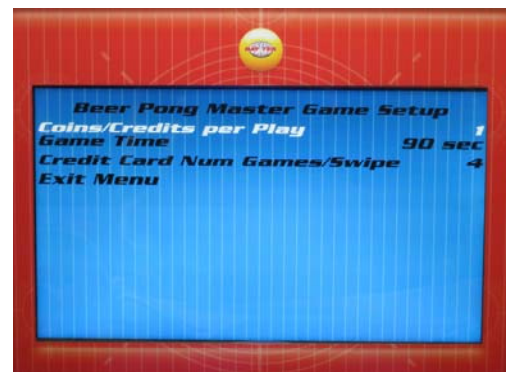 Beer Pong Master Game Setup
Coins/Credits per Play 1
Game Time 90 sec
Credit Card Num Games/Swipe 4
Exit Menu